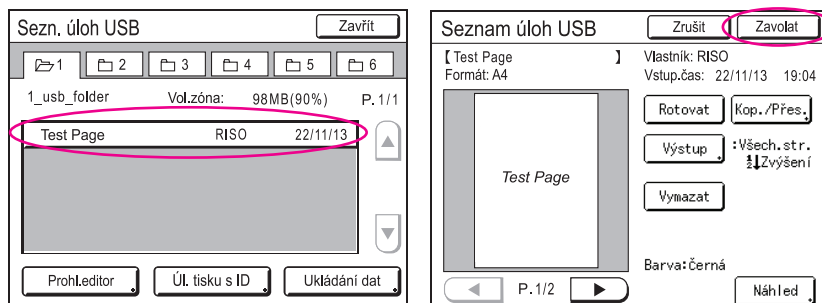 Sezn. úloh USB
Zavřít
1 2 3 4 5 6
1_usb_folder Vol.zóna: 98MB(90%) P.1/1
Test Page RISO 22/11/13
Prohl.editor Úl. tisku s ID Ukládání dat
Seznam úloh USB
Zrušit Zavolat
【Test Page 】
Formát: A4
Vlastník: RISO
Vstup.čas: 22/11/13 19:04
Test Page
Rotovat Kop./Přes.
Výstup :Všech.str.
Zvýšení
Vymazat
Barva:černá
P.1/2
Náhled